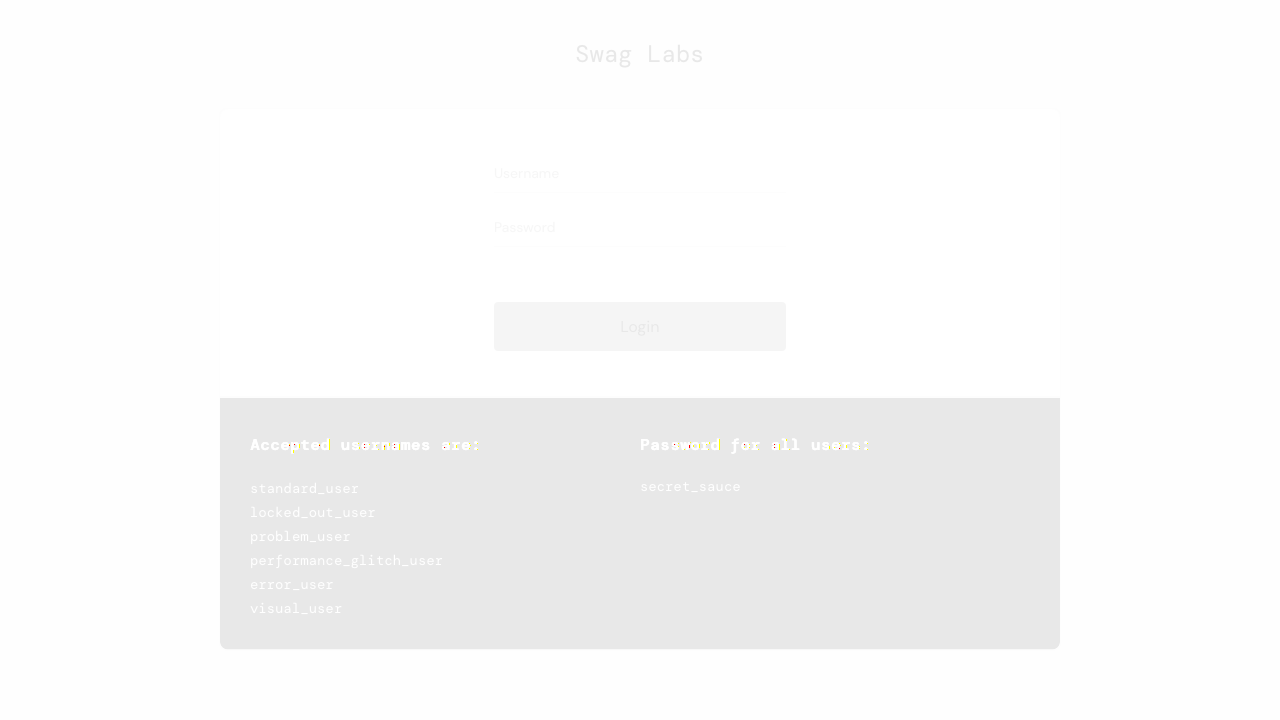 Swag Labs
Username
Password
Login
Accepted usernames are:
standard_user
locked_out_user
problem_user
performance_glitch_user
error_user
visual_user
Password for all users:
secret_sauce